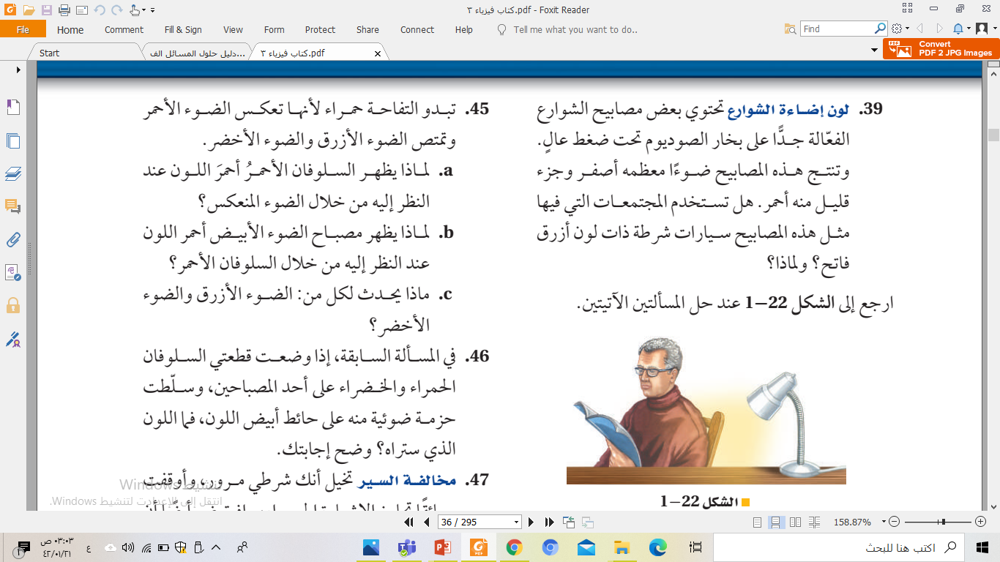 كتاب فيزياء ٣.pdf - Foxit Reader
File Home Comment Fill & Sign View Form Protect Share Connect Help Tell me what you want to do.. Find
Start
دليل حلول المسائل الف...
كتاب فيزياء ٣.pdf
Convert
PDF 2 JPG Images
39. لون إضاءة الشوارع تحتوي بعض مصابيح الشوارع
الفعّالة جدًّا على بخار الصوديوم تحت ضغط عالٍ.
وتنتج هذه المصابيح ضوءًا معظمه أصفر وجزء
قليل منه أحمر. هل تستخدم المجتمعات التي فيها
مثل هذه المصابيح سيارات شرطة ذات لون أزرق
فاتح؟ ولماذا؟
ارجع إلى الشكل 22–1 عند حل المسألتين الآتيتين.
الشكل 22–1
45. تبدو التفاحة حمراء لأنها تعكس الضوء الأحمر
وتمتص الضوء الأزرق والضوء الأخضر.
a. لماذا يظهر السلوفان الأحمرُ أحمرَ اللون عند
النظر إليه من خلال الضوء المنعكس؟
b. لماذا يظهر مصباح الضوء الأبيض أحمر اللون
عند النظر إليه من خلال السلوفان الأحمر؟
c. ماذا يحدث لكل من: الضوء الأزرق والضوء
الأخضر؟
46. في المسألة السابقة، إذا وضعت قطعتي السلوفان
الحمراء والخضراء على أحد المصباحين، وسلّطت
حزمة ضوئية منه على حائط أبيض اللون، فما اللون
الذي ستراه؟ وضح إجابتك.
47. مخالفة السير تخيل أنك شرطي مرور، وأوقفت
تنشيط Windows
انتقل إلى الإعدادت لتنشيط Windows.
36 / 295
158.87%
٠٣:٠٣ ص
٤٢/٠١/٢١
ع
اكتب هنا للبحث